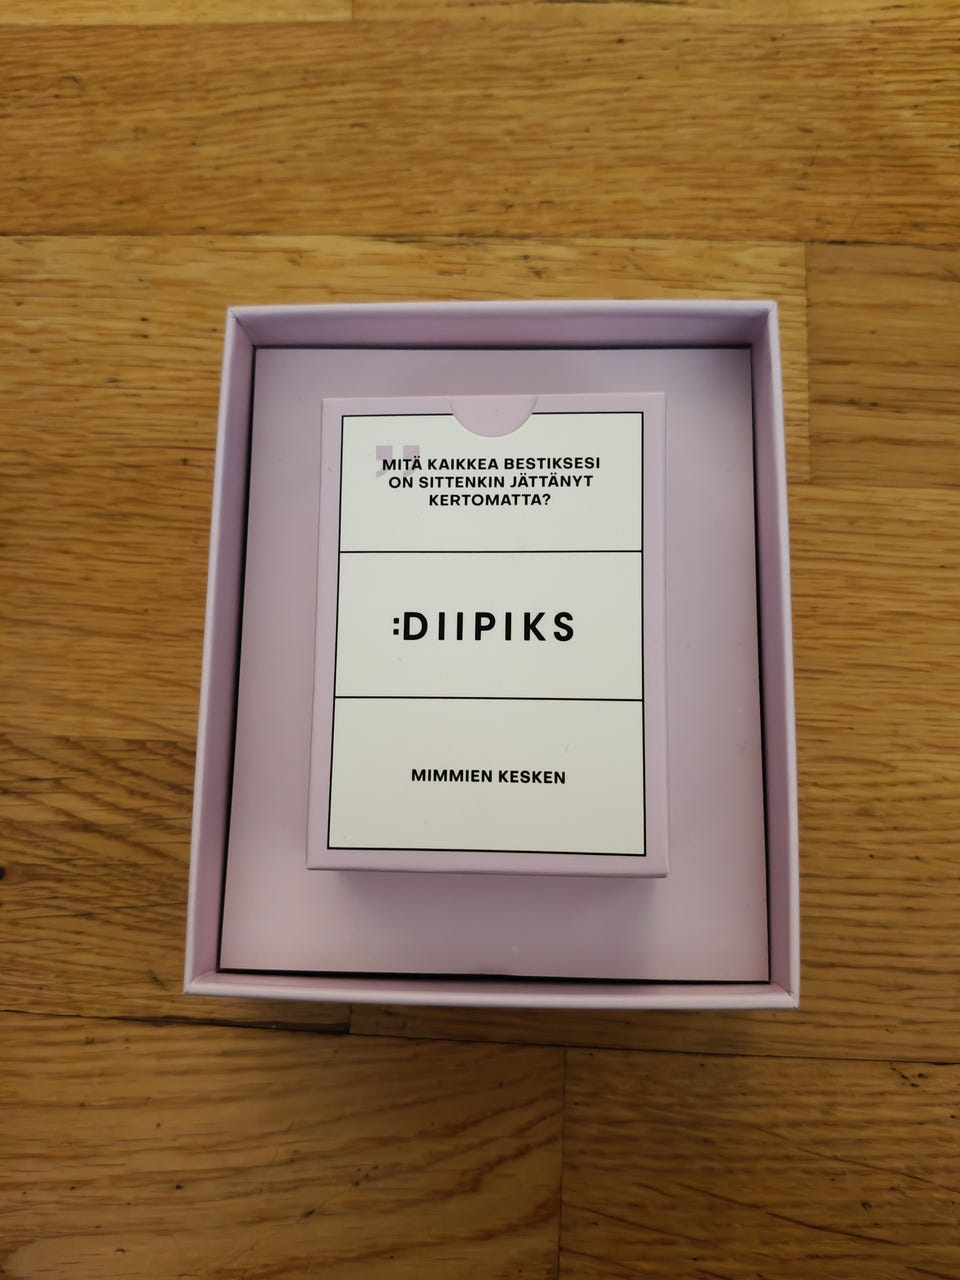 ”
MITÄ KAIKKEA BESTIKSESI
ON SITTENKIN JÄTTÄNYT
KERTOMATTA?
:DIIPIKS
MIMMIEN KESKEN